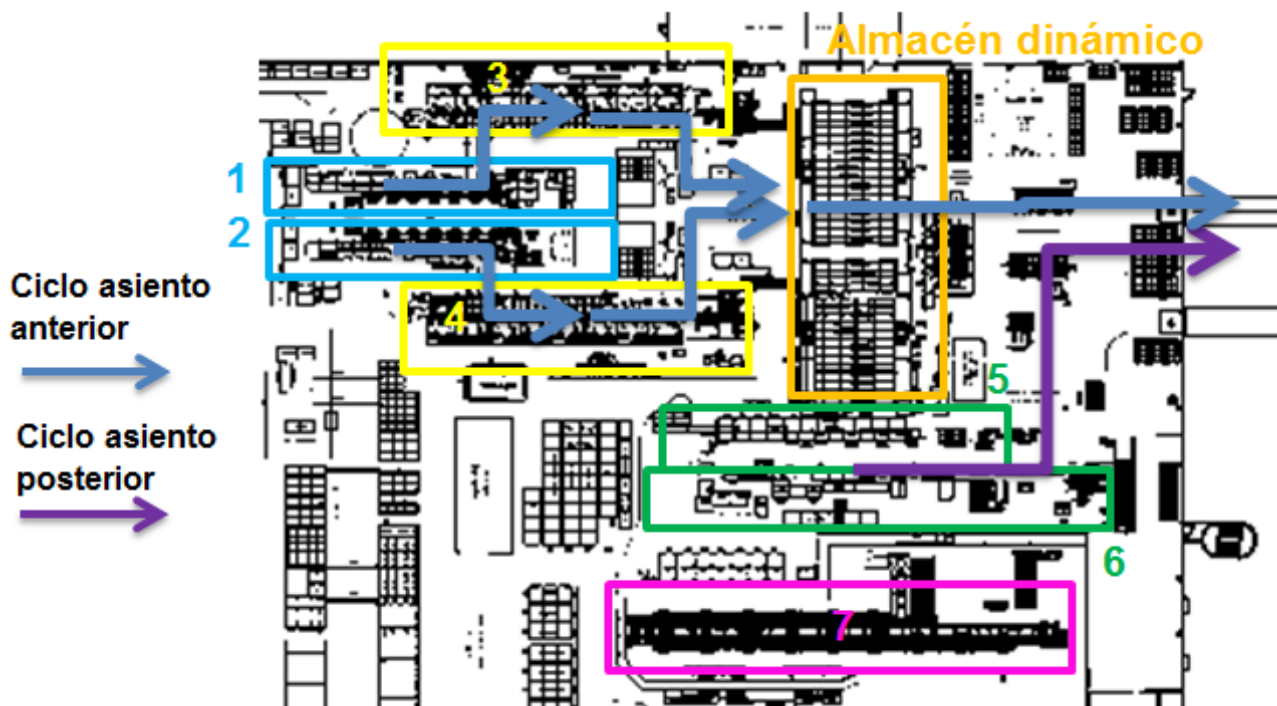 Almacén dinámico
3
1
2
4
5
6
7
Ciclo asiento
anterior
Ciclo asiento
posterior